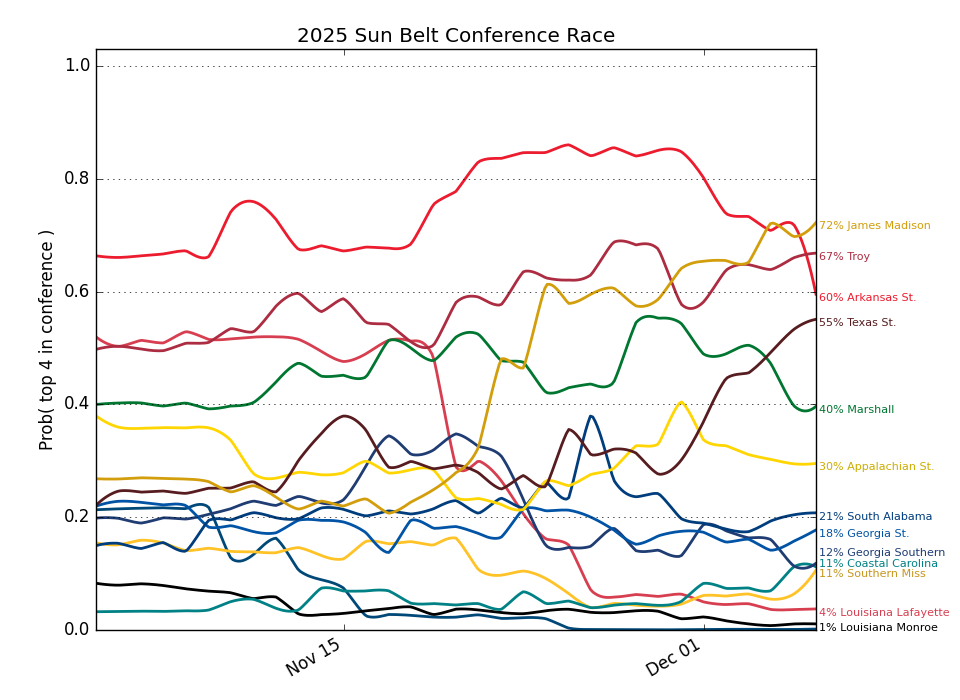 2025 Sun Belt Conference Race
Prob( top 4 in conference )
1.0
0.8
0.6
0.4
0.2
0.0
Nov 15
Dec 01
72% James Madison
67% Troy
60% Arkansas St.
55% Texas St.
40% Marshall
30% Appalachian St.
21% South Alabama
18% Georgia St.
12% Georgia Southern
11% Coastal Carolina
11% Southern Miss
4% Louisiana Lafayette
1% Louisiana Monroe